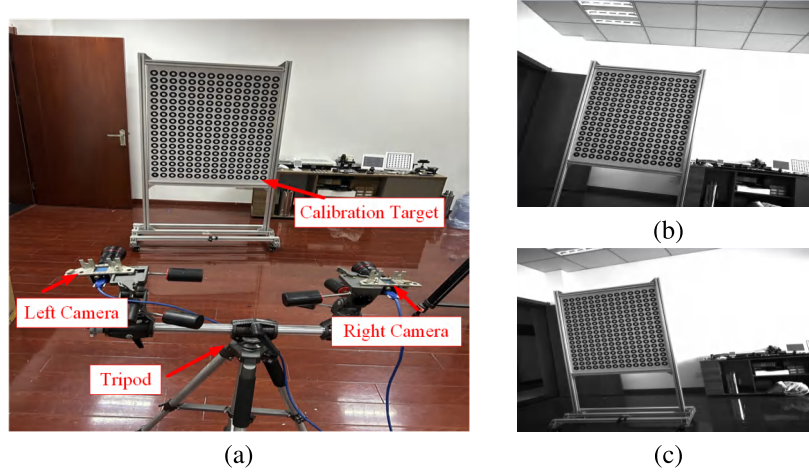 Calibration Target
Left Camera
Right Camera
Tripod
(a)
(b)
(c)